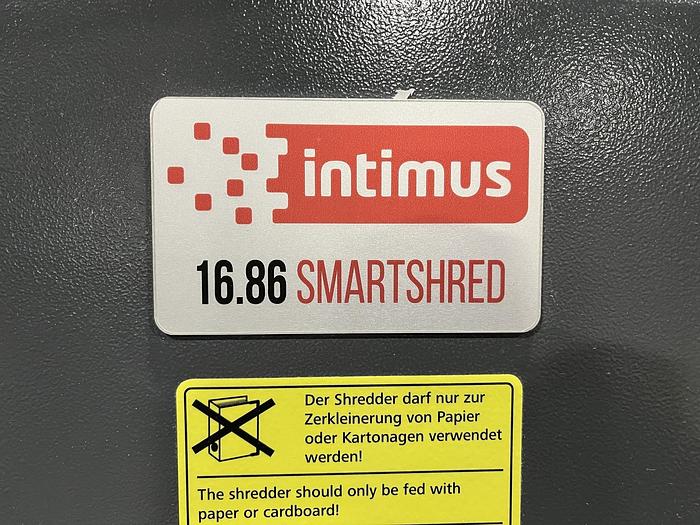 intimus
16.86 SMARTSHRED
Der Shredder darf nur zur
Zerkleinerung von Papier
oder Kartonagen verwendet
werden!
The shredder should only be fed with
paper or cardboard!